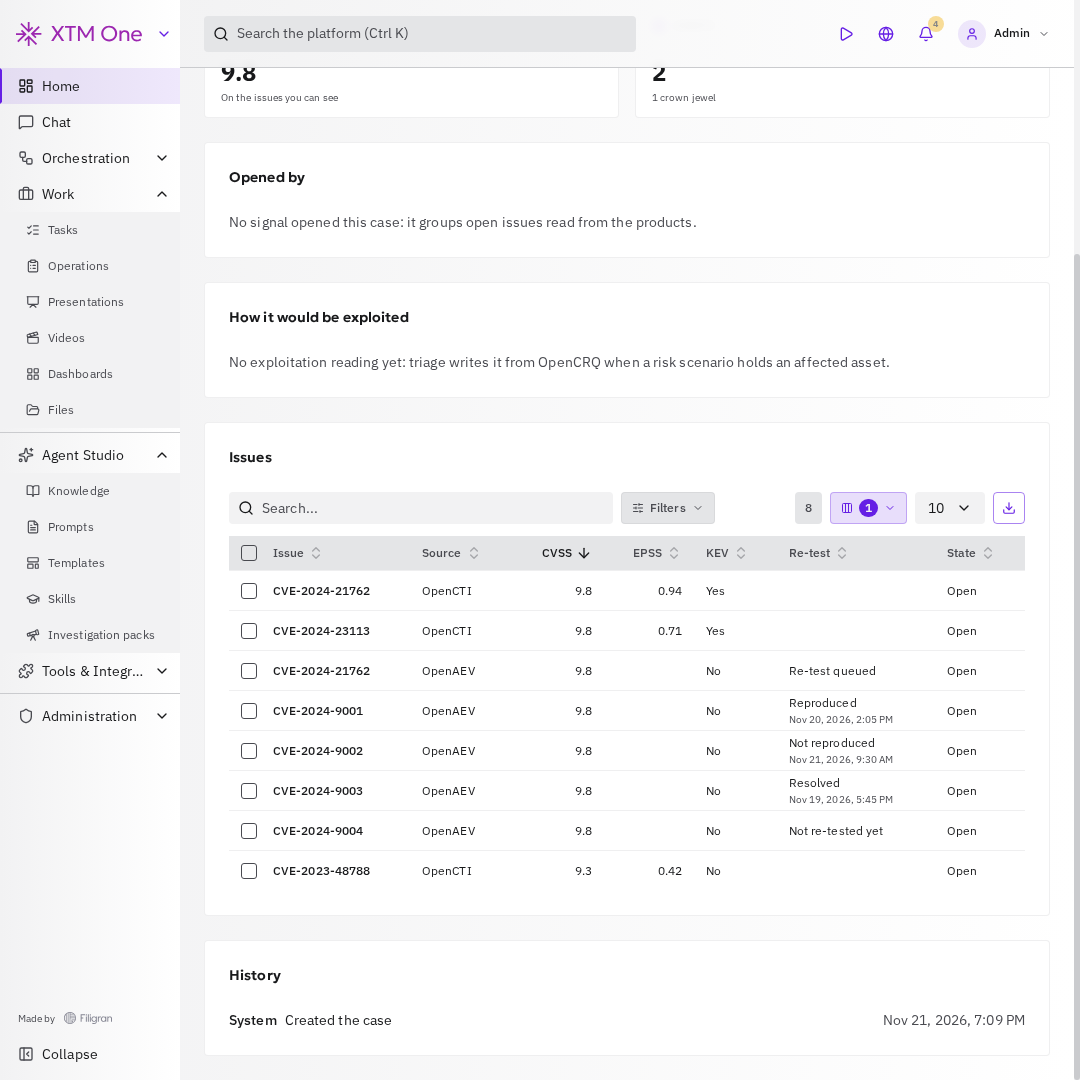 XTM One
Search the platform (Ctrl K)
4
Admin
Home
Chat
Orchestration
Work
Tasks
Operations
Presentations
Videos
Dashboards
Files
Agent Studio
Knowledge
Prompts
Templates
Skills
Investigation packs
Tools & Integr...
Administration
Made by Filigran
Collapse
9.8
On the issues you can see
2
1 crown jewel
Opened by
No signal opened this case: it groups open issues read from the products.
How it would be exploited
No exploitation reading yet: triage writes it from OpenCRQ when a risk scenario holds an affected asset.
Issues
Search... Filters 8 1 10
Issue Source CVSS EPSS KEV Re-test State
CVE-2024-21762 OpenCTI 9.8 0.94 Yes Open
CVE-2024-23113 OpenCTI 9.8 0.71 Yes Open
CVE-2024-21762 OpenAEV 9.8 No Re-test queued Open
CVE-2024-9001 OpenAEV 9.8 No Reproduced Open
Nov 20, 2026, 2:05 PM
CVE-2024-9002 OpenAEV 9.8 No Not reproduced Open
Nov 21, 2026, 9:30 AM
CVE-2024-9003 OpenAEV 9.8 No Resolved Open
Nov 19, 2026, 5:45 PM
CVE-2024-9004 OpenAEV 9.8 No Not re-tested yet Open
CVE-2023-48788 OpenCTI 9.3 0.42 No Open
History
System Created the case Nov 21, 2026, 7:09 PM